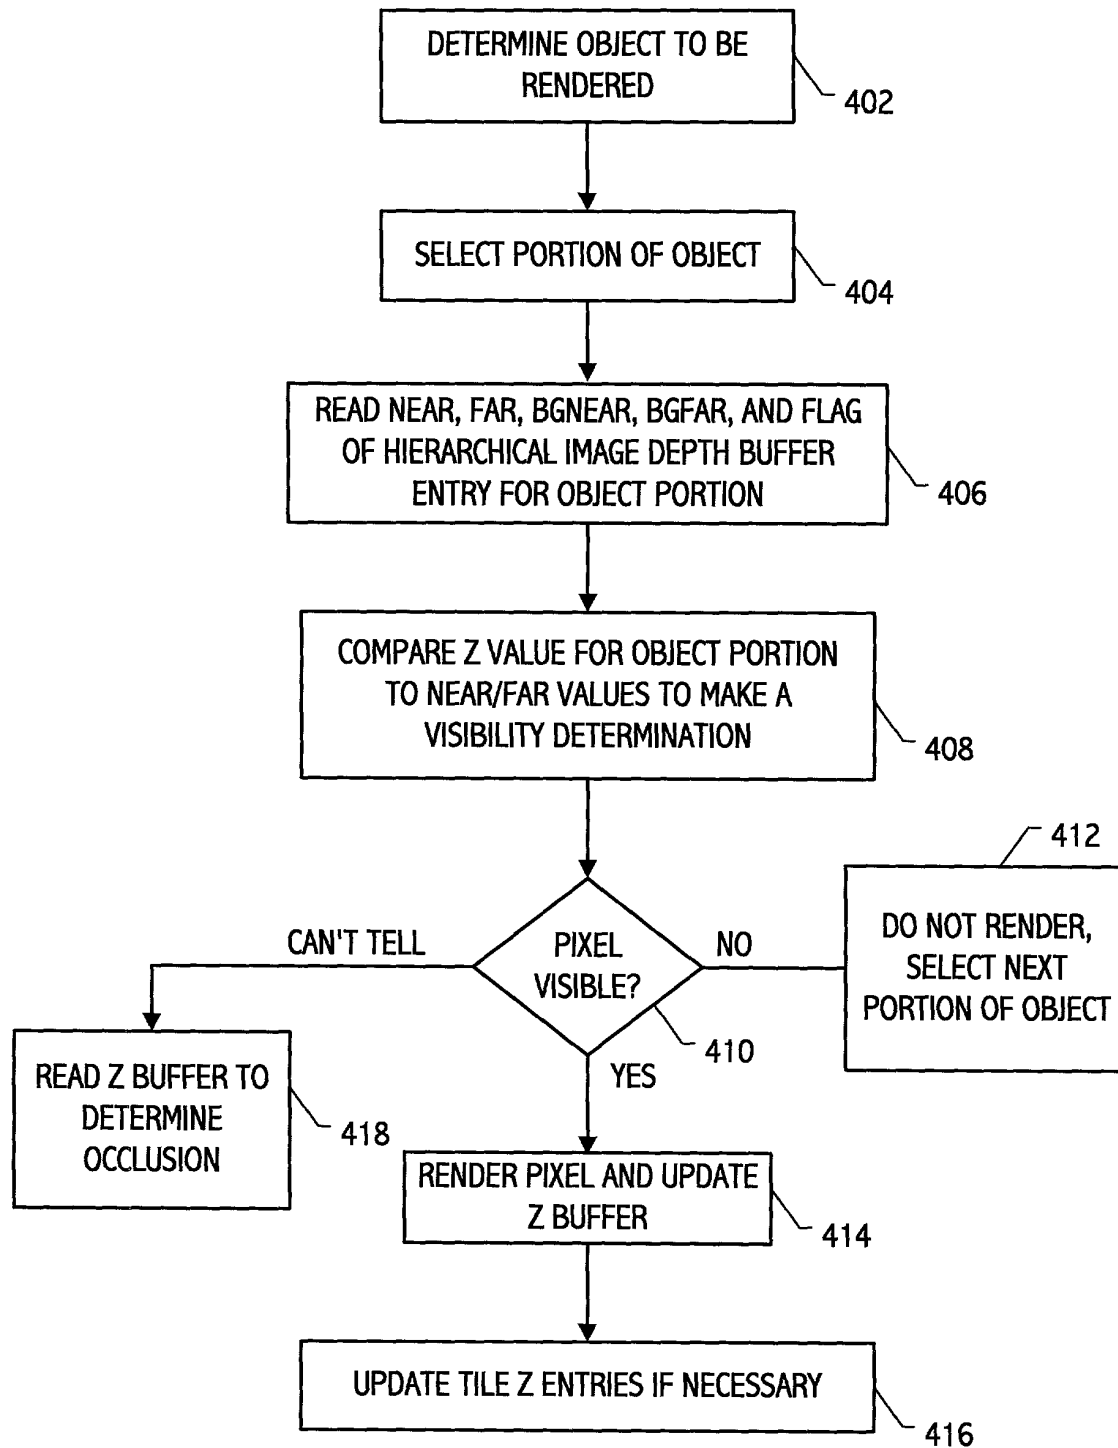 DETERMINE OBJECT TO BE
RENDERED
402
SELECT PORTION OF OBJECT
404
READ NEAR, FAR, BGNEAR, BGFAR, AND FLAG
OF HIERARCHICAL IMAGE DEPTH BUFFER
ENTRY FOR OBJECT PORTION
406
COMPARE Z VALUE FOR OBJECT PORTION
TO NEAR/FAR VALUES TO MAKE A
VISIBILITY DETERMINATION
408
412
CAN'T TELL
PIXEL
VISIBLE?
NO
410
YES
DO NOT RENDER,
SELECT NEXT
PORTION OF OBJECT
READ Z BUFFER TO
DETERMINE
OCCLUSION
418
RENDER PIXEL AND UPDATE
Z BUFFER
414
UPDATE TILE Z ENTRIES IF NECESSARY
416